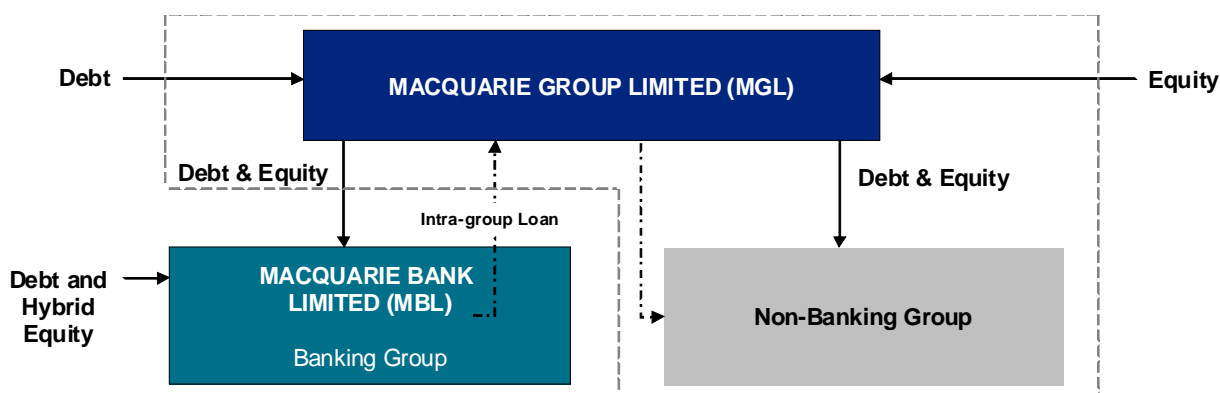 Debt
MACQUARIE GROUP LIMITED (MGL)
Equity
Debt & Equity
Debt & Equity
Intra-group Loan
Debt and
Hybrid
Equity
MACQUARIE BANK
LIMITED (MBL)
Banking Group
Non-Banking Group